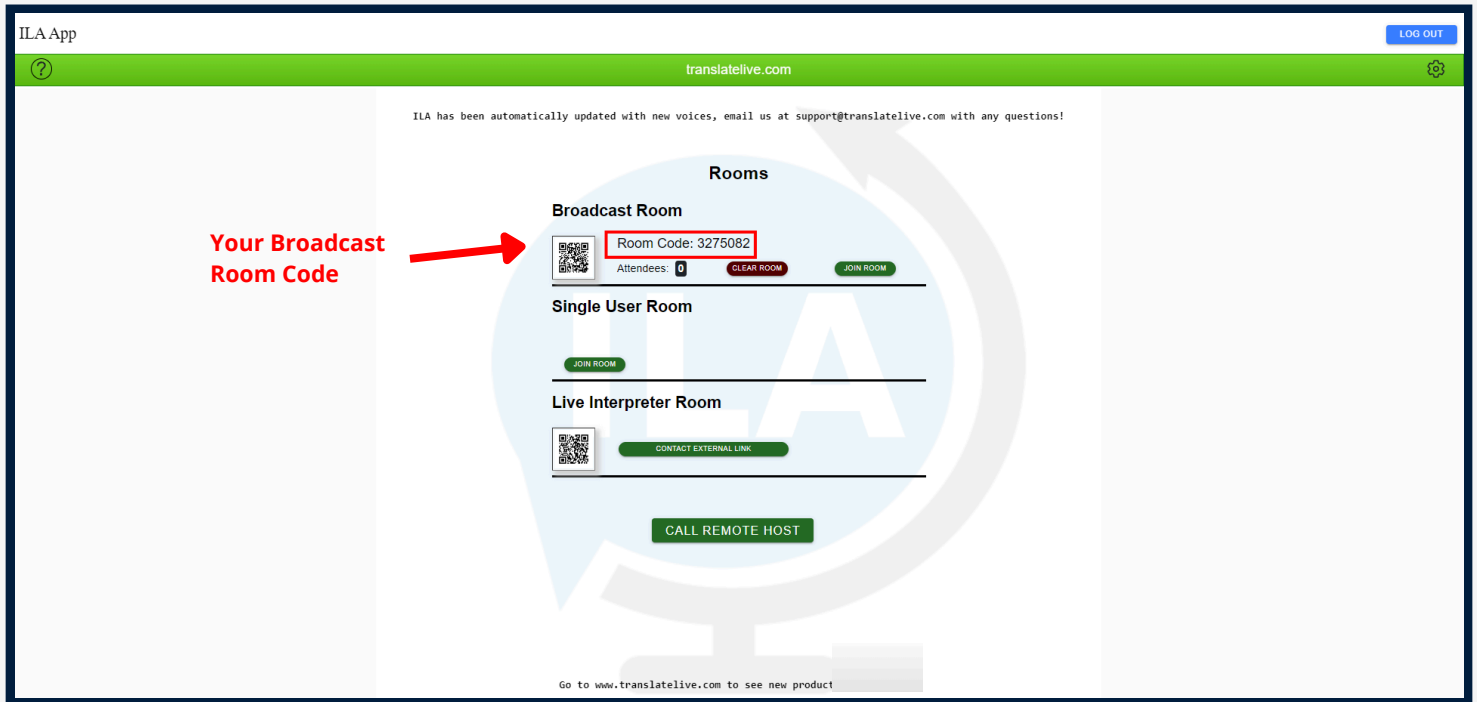 ILA App
LOG OUT
translatelive.com
ILA has been automatically updated with new voices, email us at support@translatelive.com with any questions!
Rooms
Broadcast Room
Your Broadcast
Room Code
Room Code: 3275082
Attendees: 0 CLEAR ROOM JOIN ROOM
Single User Room
JOIN ROOM
Live Interpreter Room
CONTACT EXTERNAL LINK
CALL REMOTE HOST
ILA
Go to www.translatelive.com to see new product